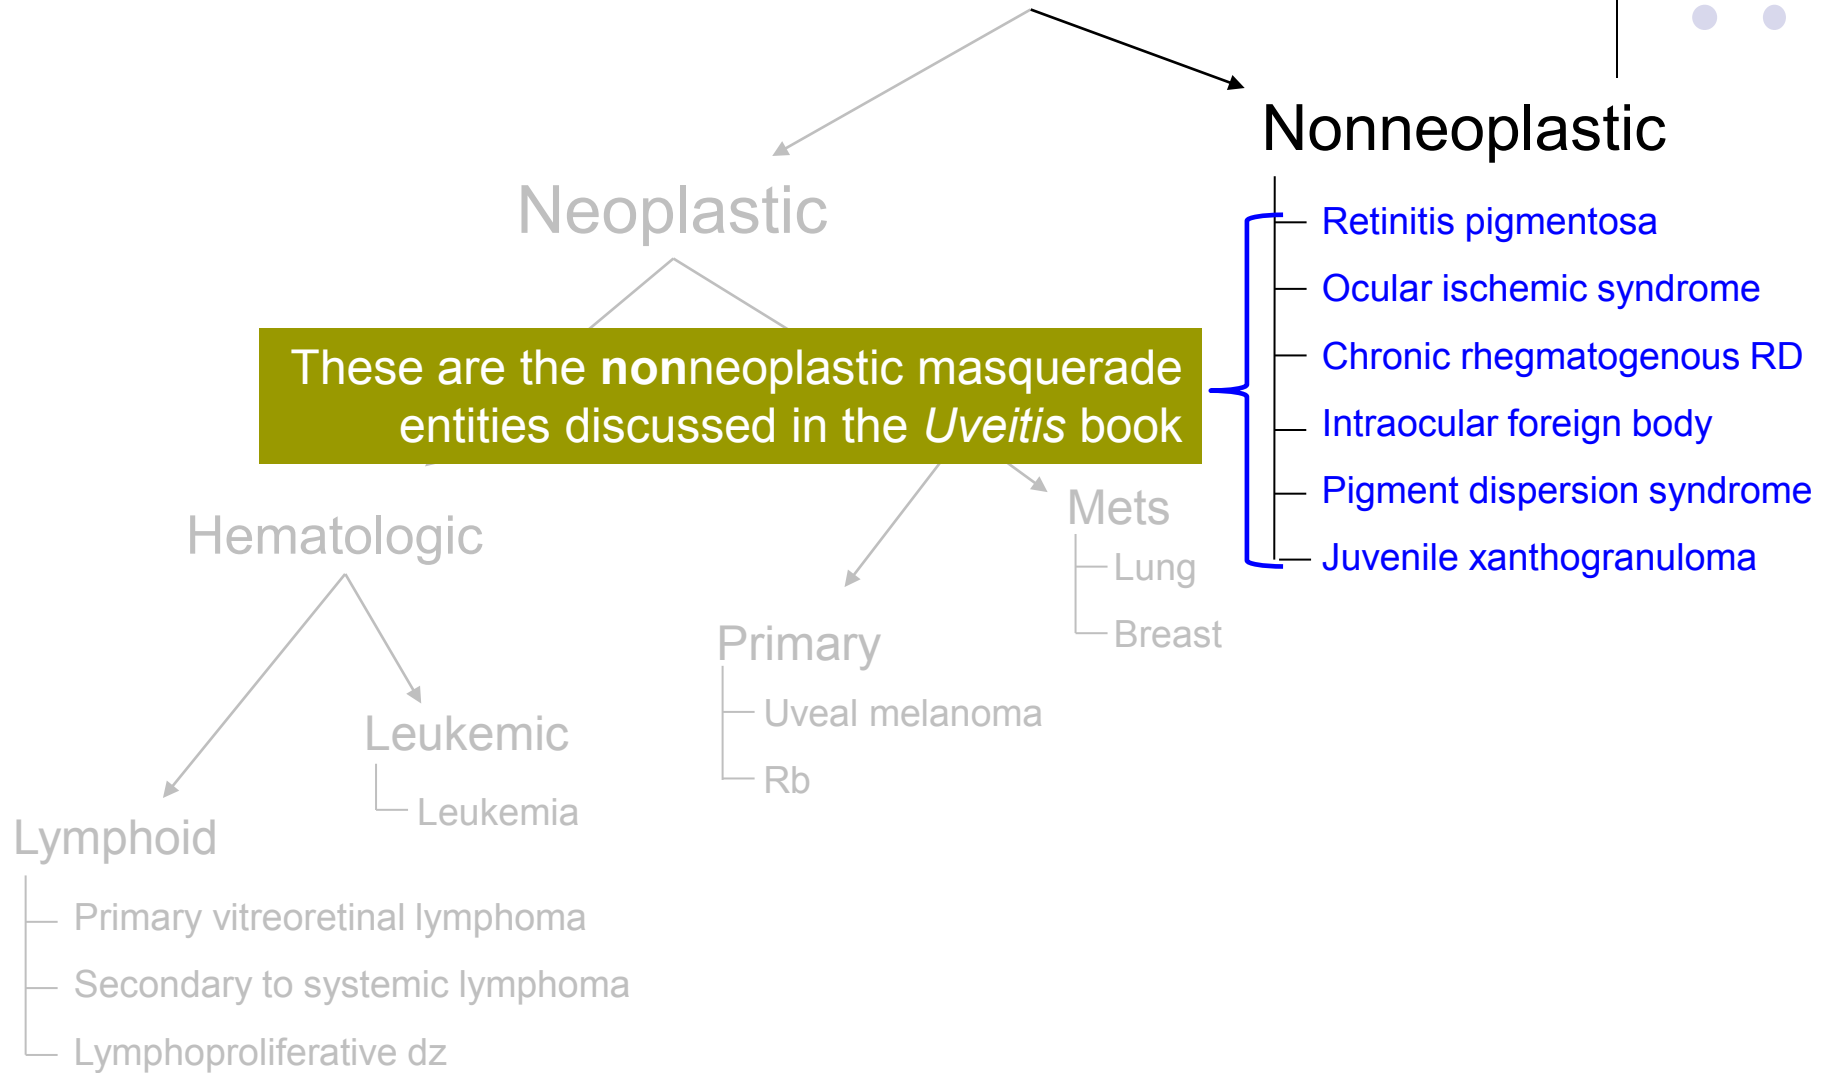 Nonneoplastic
Neoplastic
Retinitis pigmentosa
Ocular ischemic syndrome
Chronic rhegmatogenous RD
Intraocular foreign body
Pigment dispersion syndrome
Juvenile xanthogranuloma
These are the nonneoplastic masquerade
entities discussed in the Uveitis book
Hematologic
Mets
Lung
Breast
Primary
Uveal melanoma
Rb
Leukemic
Leukemia
Lymphoid
Primary vitreoretinal lymphoma
Secondary to systemic lymphoma
Lymphoproliferative dz